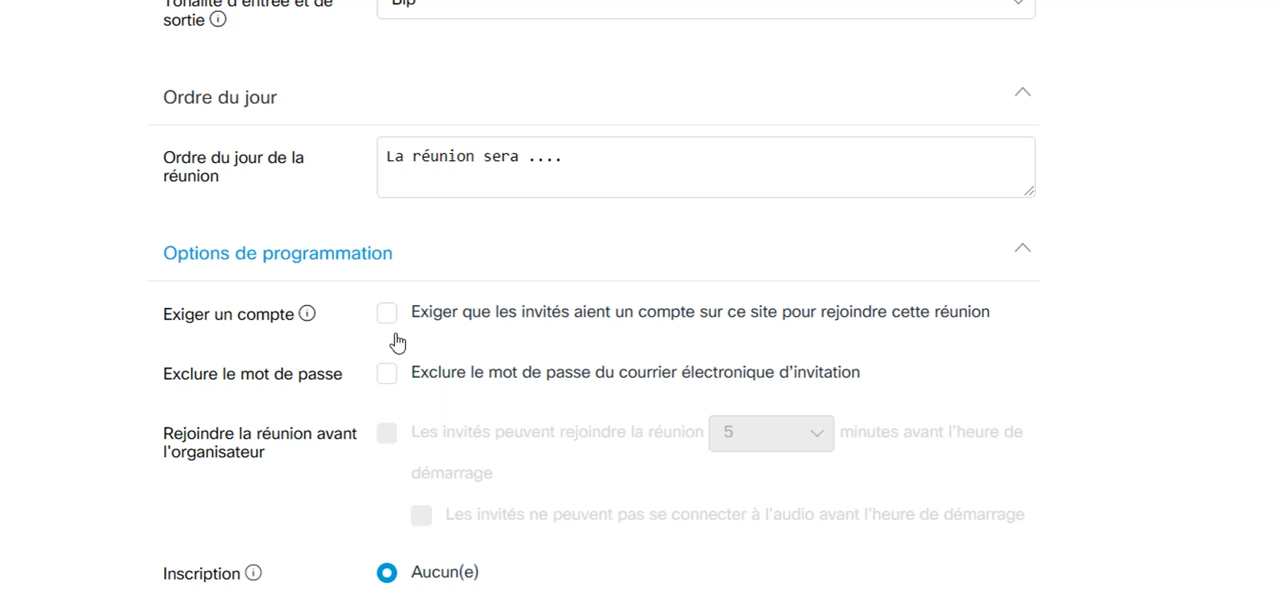 Tonalité d'entrée et de
sortie
Bip
Ordre du jour
Ordre du jour de la
réunion
La réunion sera ....
Options de programmation
Exiger un compte
Exiger que les invités aient un compte sur ce site pour rejoindre cette réunion
Exclure le mot de passe
Exclure le mot de passe du courrier électronique d’invitation
Rejoindre la réunion avant
l'organisateur
Les invités peuvent rejoindre la réunion 5 minutes avant l'heure de
démarrage
Les invités ne peuvent pas se connecter à l'audio avant l'heure de démarrage
Inscription
Aucun(e)